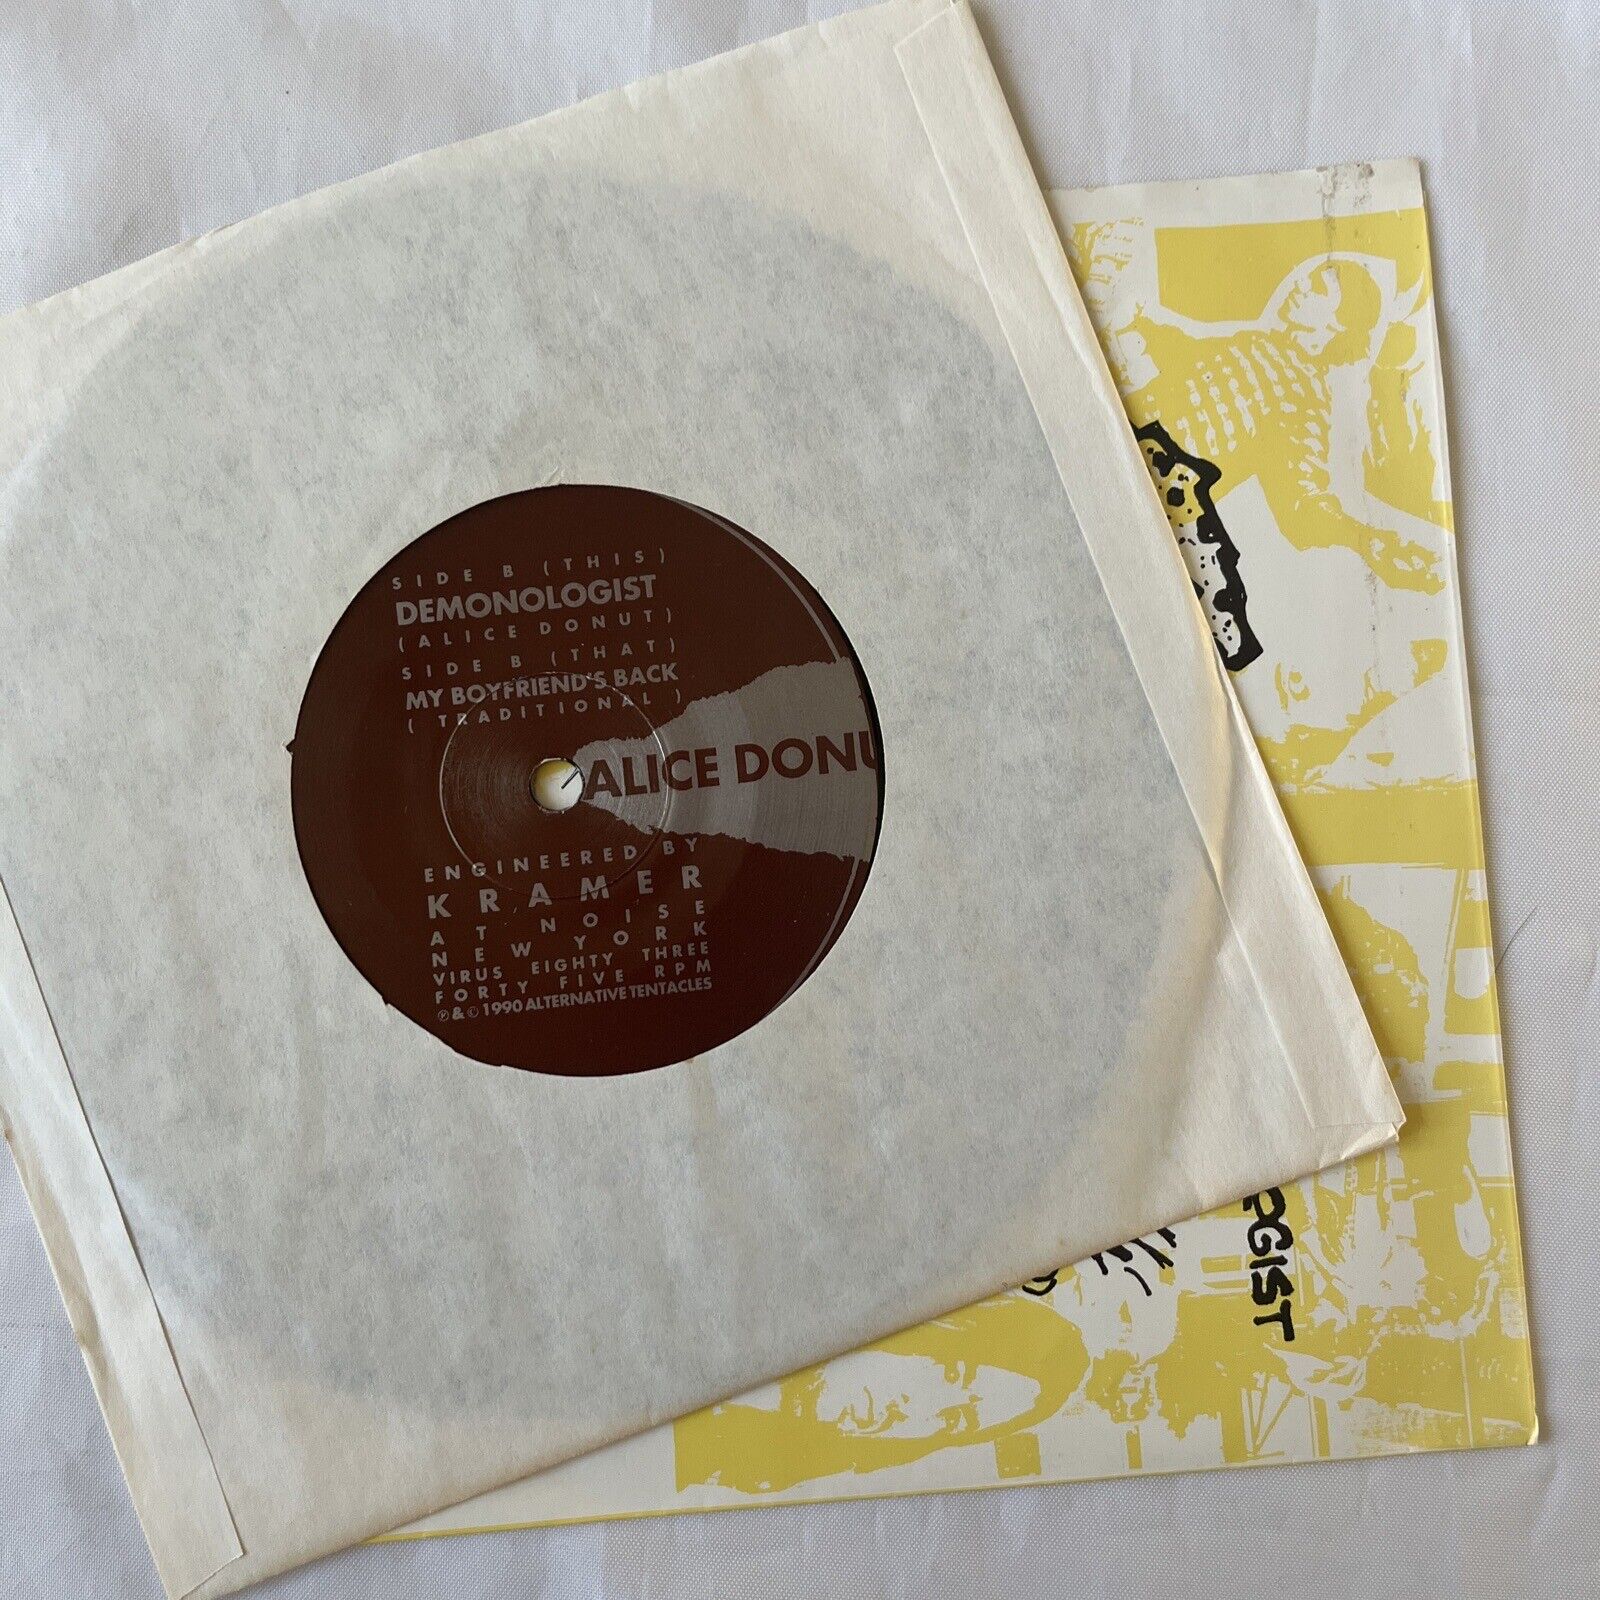 SIDE B (THIS)
DEMONOLOGIST
(ALICE DONUT)
SIDE B (THAT)
MY BOYFRIEND'S BACK
( TRADITIONAL )
ALICE DONU
ENGINEERED BY
KRAMER
AT NOISE
NEW YORK
VIRUS EIGHTY THREE
FORTY FIVE RPM
℗ & © 1990 ALTERNATIVE TENTACLES
OGIST